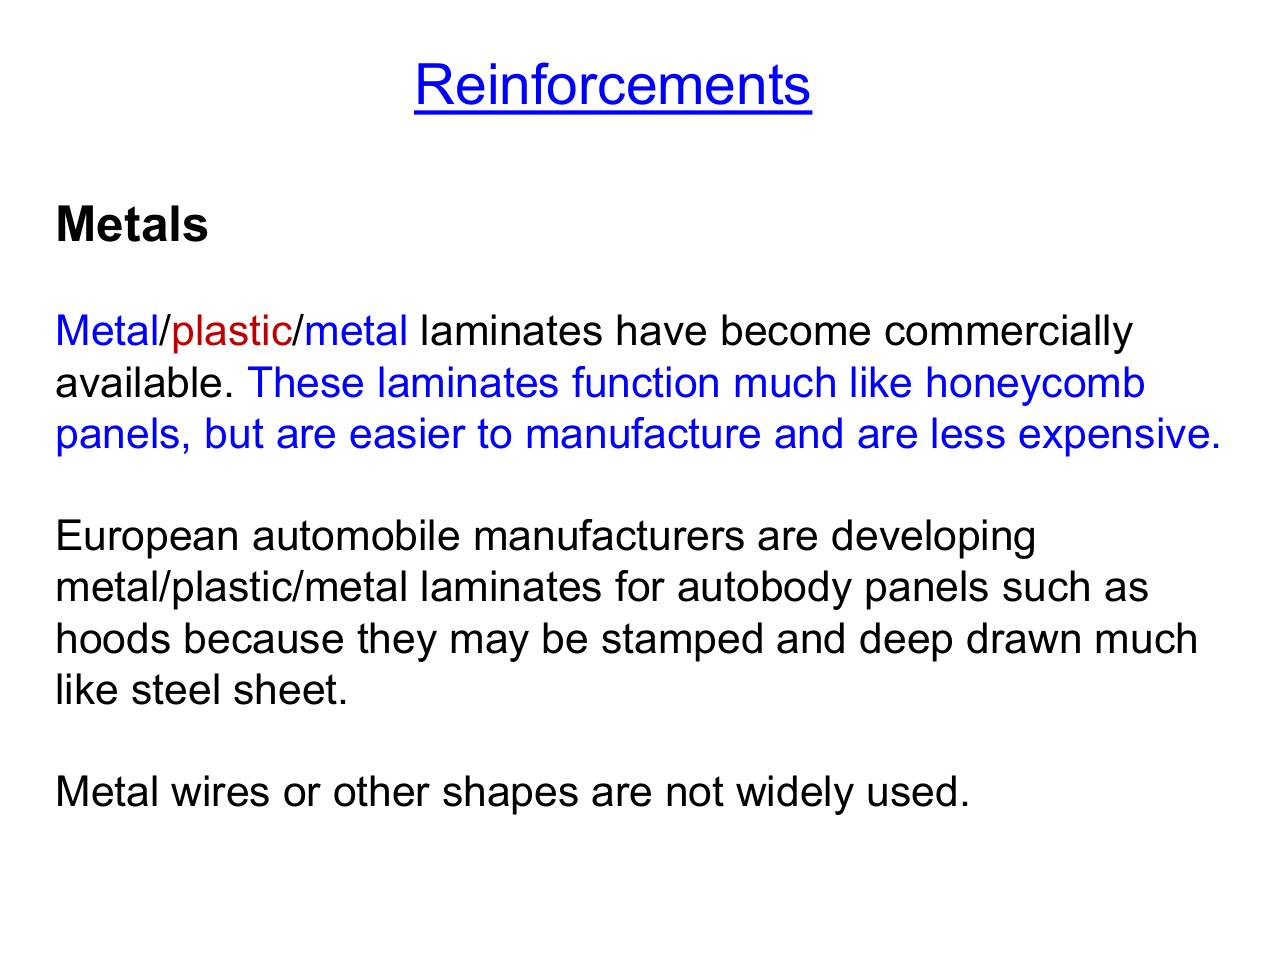 Reinforcements
Metals
Metal/plastic/metal laminates have become commercially
available. These laminates function much like honeycomb
panels, but are easier to manufacture and are less expensive.
European automobile manufacturers are developing
metal/plastic/metal laminates for autobody panels such as
hoods because they may be stamped and deep drawn much
like steel sheet.
Metal wires or other shapes are not widely used.